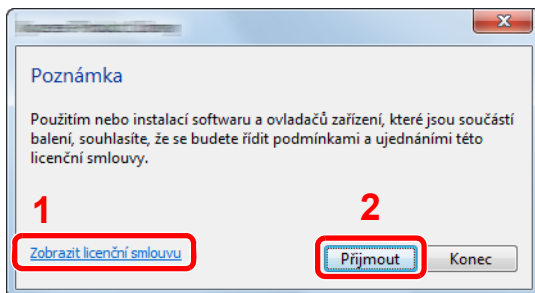 Poznámka
Použitím nebo instalací softwaru a ovladačů zařízení, které jsou součástí
balení, souhlasíte, že se budete řídit podmínkami a ujednáními této
licenční smlouvy.
1
2
Zobrazit licenční smlouvu
Přijmout
Konec